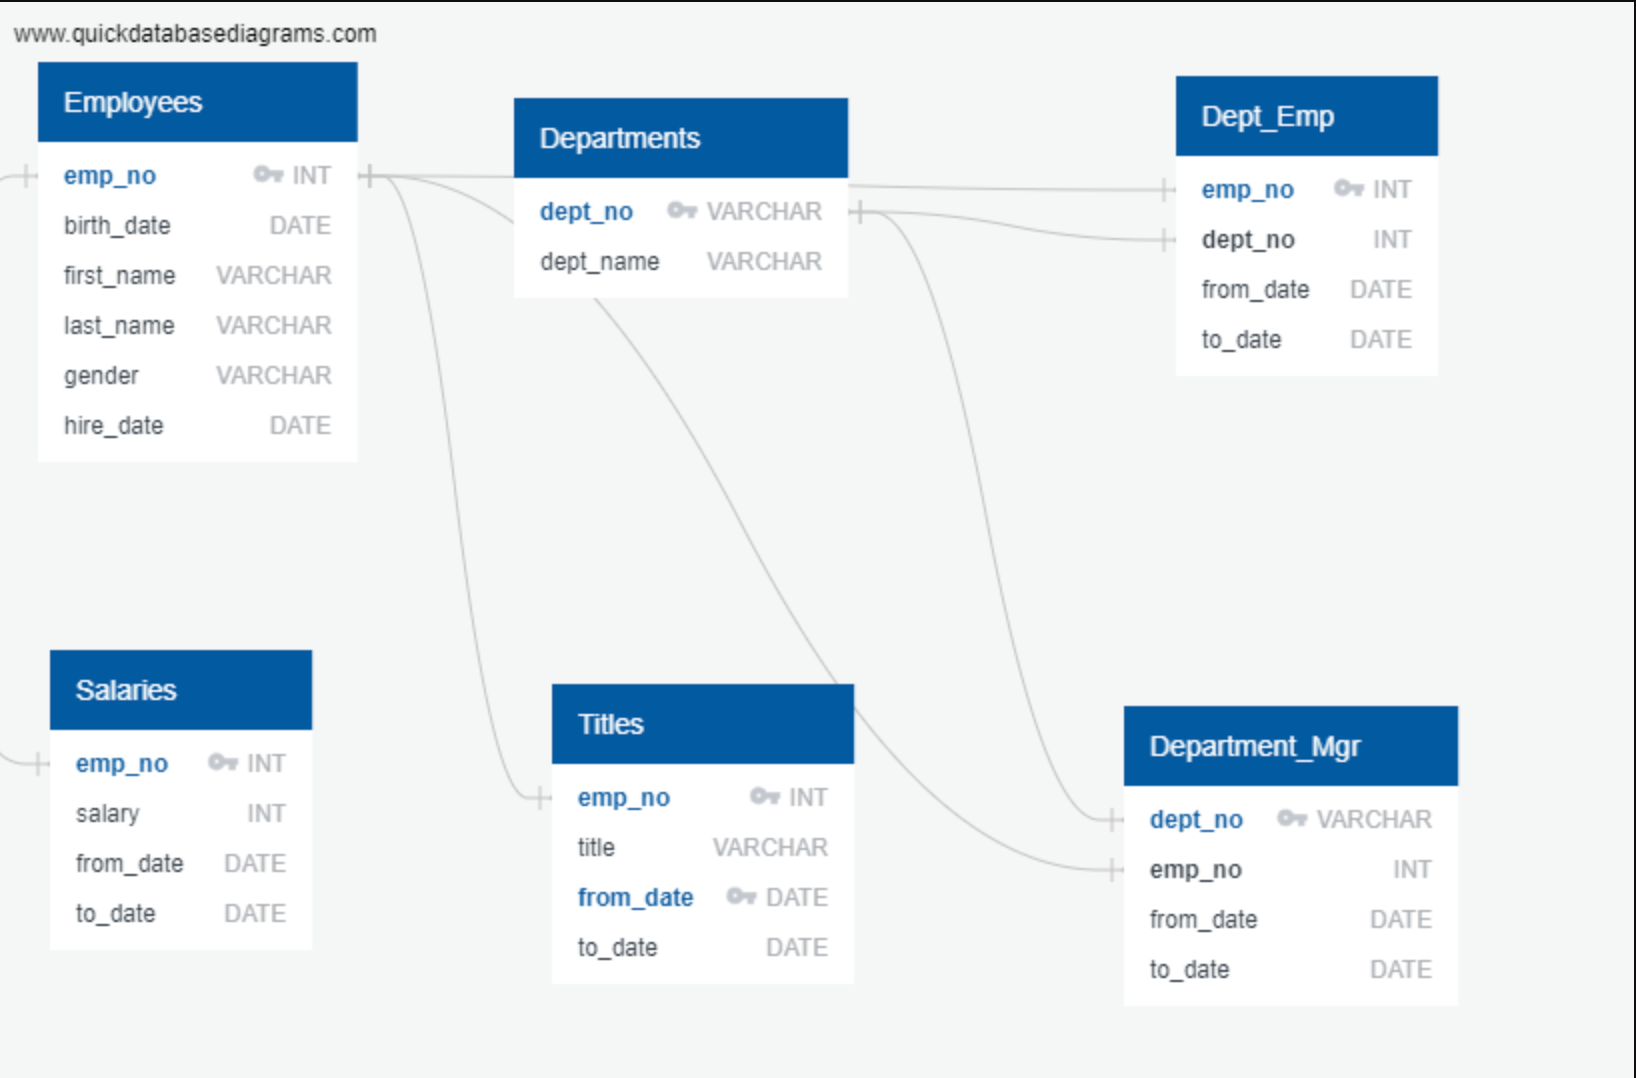 www.quickdatabasediagrams.com
Employees
emp_no INT
birth_date DATE
first_name VARCHAR
last_name VARCHAR
gender VARCHAR
hire_date DATE
Departments
dept_no VARCHAR
dept_name VARCHAR
Dept_Emp
emp_no INT
dept_no INT
from_date DATE
to_date DATE
Salaries
emp_no INT
salary INT
from_date DATE
to_date DATE
Titles
emp_no INT
title VARCHAR
from_date DATE
to_date DATE
Department_Mgr
dept_no VARCHAR
emp_no INT
from_date DATE
to_date DATE